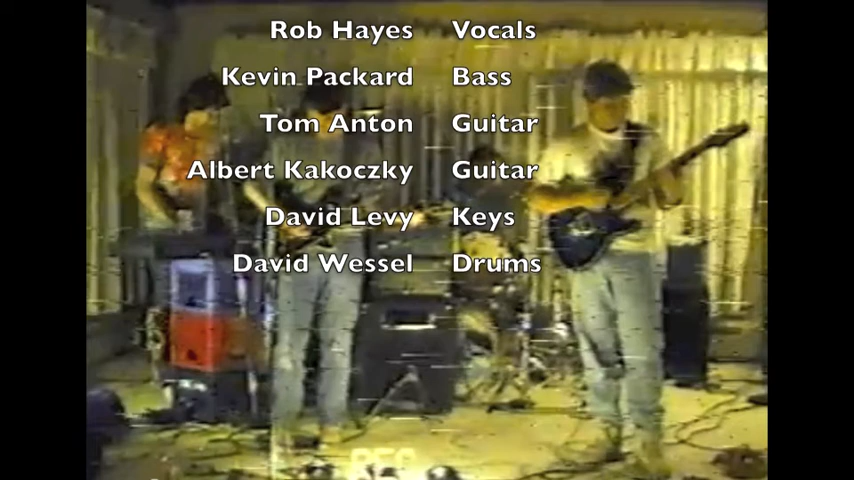 Rob Hayes Vocals
Kevin Packard Bass
Tom Anton Guitar
Albert Kakoczky Guitar
David Levy Keys
David Wessel Drums